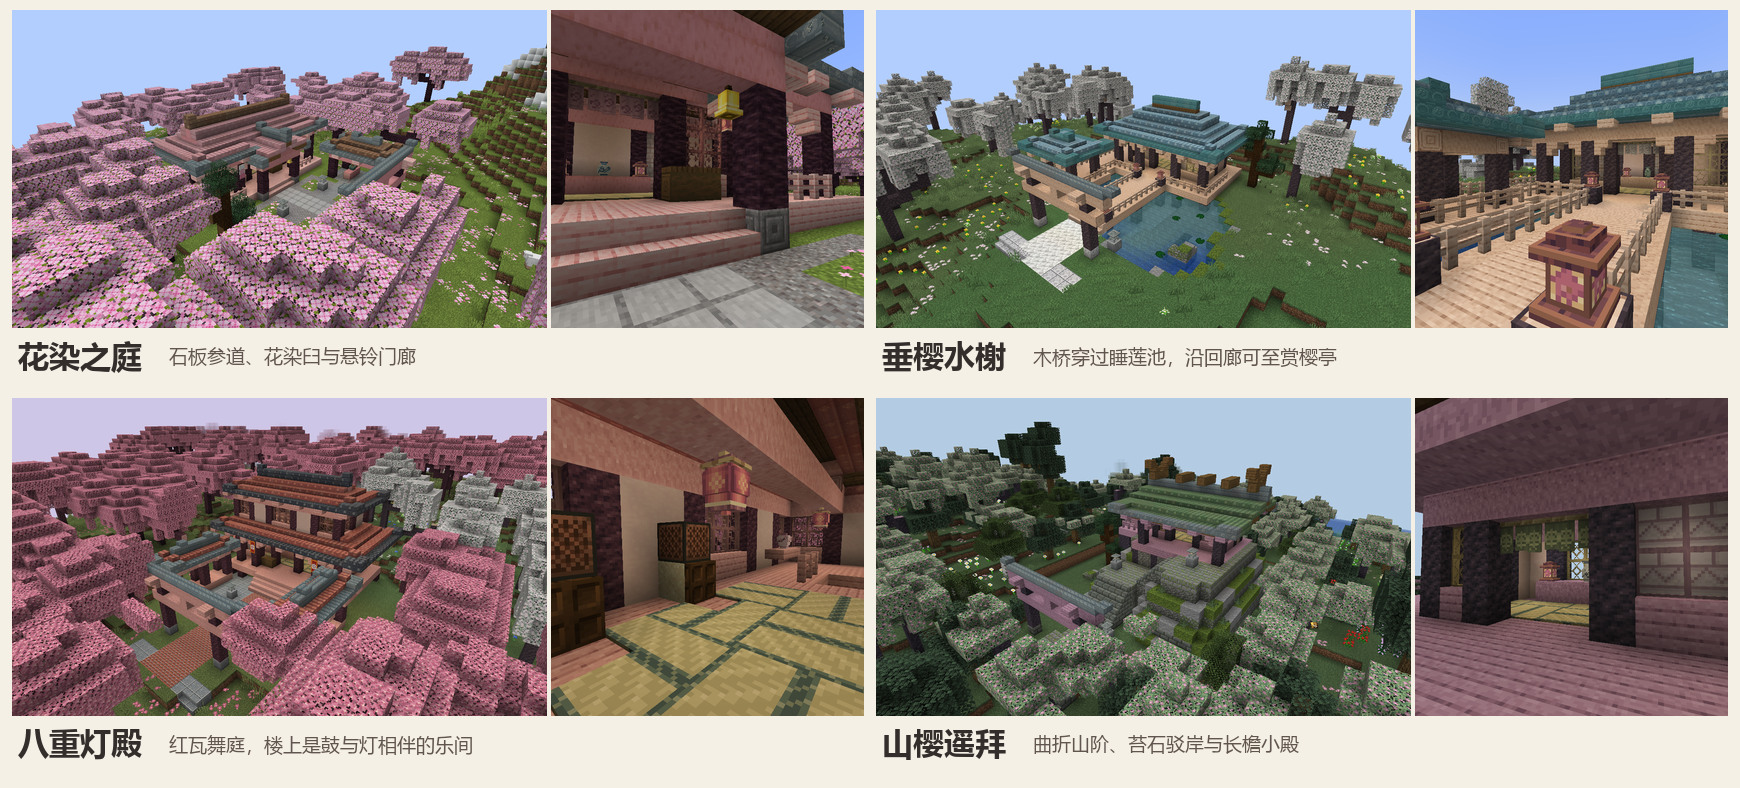 花染之庭 石板参道、花染臼与悬铃门廊
垂樱水榭 木桥穿过睡莲池，沿回廊可至赏樱亭
八重灯殿 红瓦舞庭，楼上是鼓与灯相伴的乐间
山樱遥拜 曲折山阶、苔石驳岸与长檐小殿